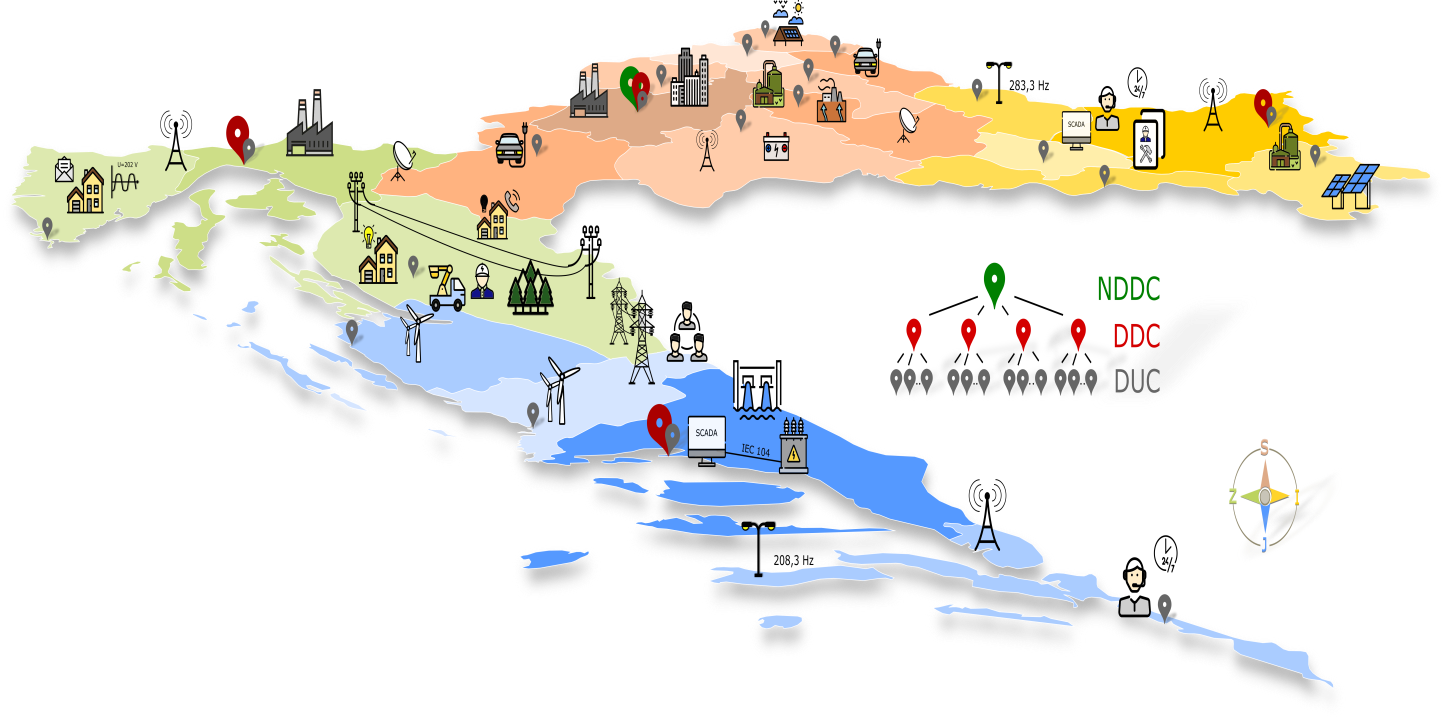 283,3 Hz
24/7
SCADA
U=202 V
NDDC
DDC
DUC
SCADA
IEC 104
S
Z
I
J
208,3 Hz
24/7